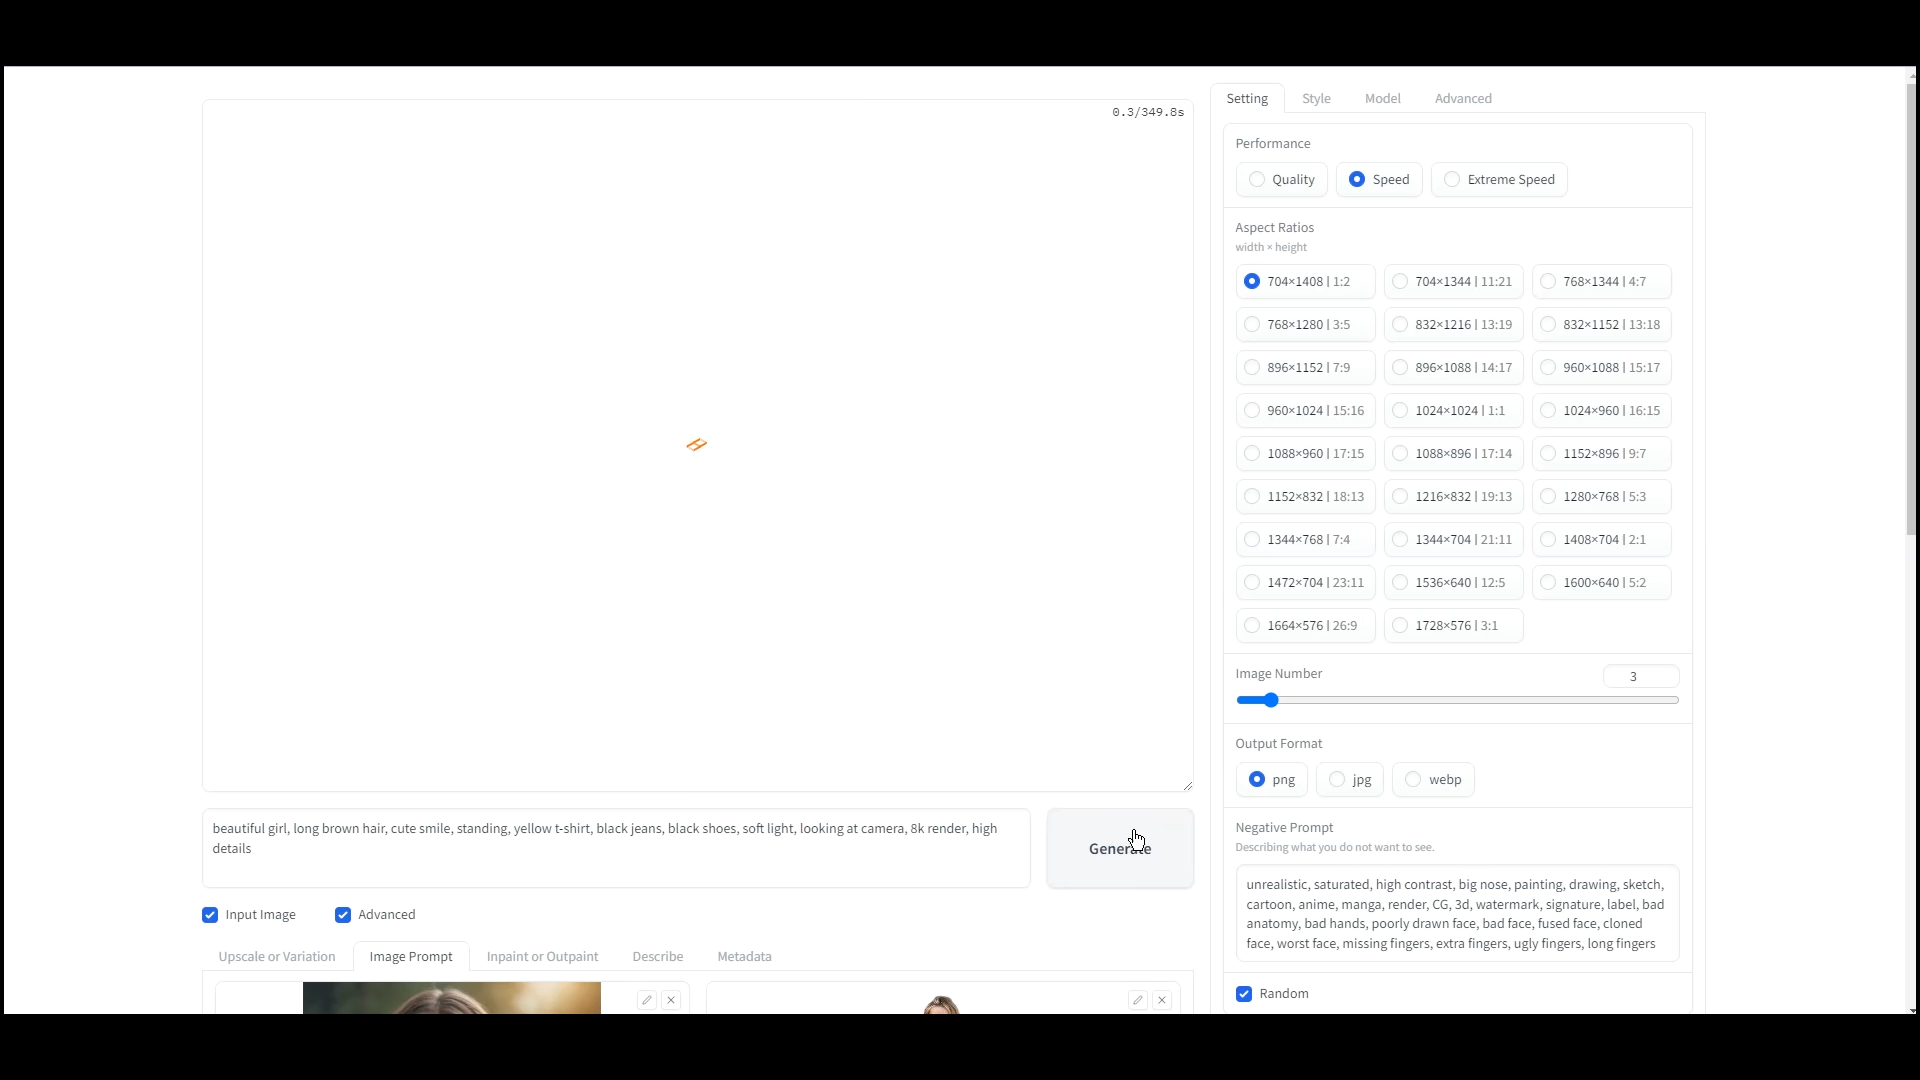 0.3/349.8s
beautiful girl, long brown hair, cute smile, standing, yellow t-shirt, black jeans, black shoes, soft light, looking at camera, 8k render, high
details
Generate
Input Image
Advanced
Upscale or Variation
Image Prompt
Inpaint or Outpaint
Describe
Metadata
Setting
Style
Model
Advanced
Performance
Quality
Speed
Extreme Speed
Aspect Ratios
width × height
704×1408 | 1:2
704×1344 | 11:21
768×1344 | 4:7
768×1280 | 3:5
832×1216 | 13:19
832×1152 | 13:18
896×1152 | 7:9
896×1088 | 14:17
960×1088 | 15:17
960×1024 | 15:16
1024×1024 | 1:1
1024×960 | 16:15
1088×960 | 17:15
1088×896 | 17:14
1152×896 | 9:7
1152×832 | 18:13
1216×832 | 19:13
1280×768 | 5:3
1344×768 | 7:4
1344×704 | 21:11
1408×704 | 2:1
1472×704 | 23:11
1536×640 | 12:5
1600×640 | 5:2
1664×576 | 26:9
1728×576 | 3:1
Image Number
3
Output Format
png
jpg
webp
Negative Prompt
Describing what you do not want to see.
unrealistic, saturated, high contrast, big nose, painting, drawing, sketch,
cartoon, anime, manga, render, CG, 3d, watermark, signature, label, bad
anatomy, bad hands, poorly drawn face, bad face, fused face, cloned
face, worst face, missing fingers, extra fingers, ugly fingers, long fingers
Random